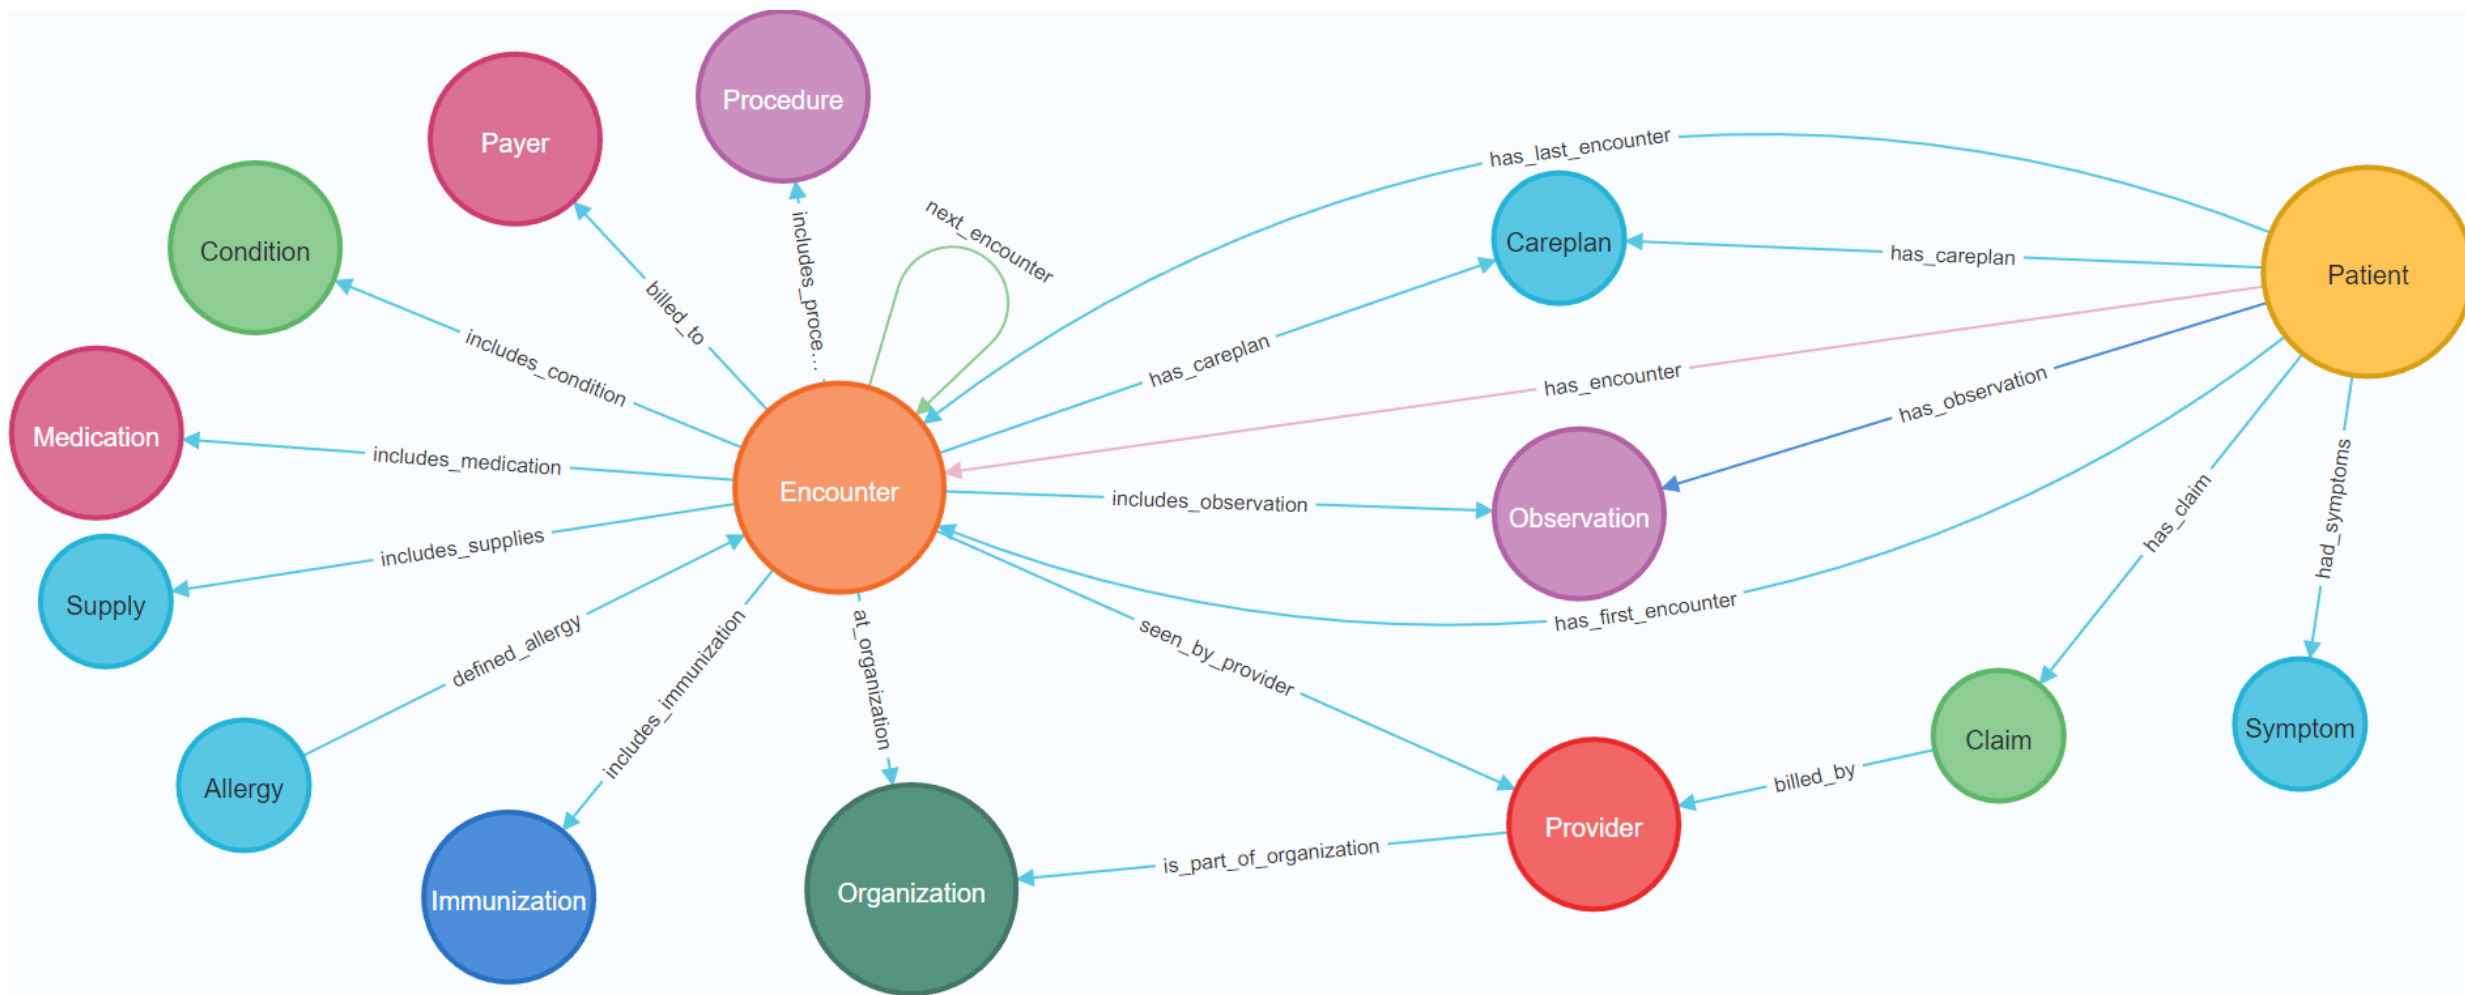 Procedure
Payer
has_last_encounter
next_encounter
Careplan
Condition
has_careplan
Patient
includes_proce...
billed_to
includes_condition
has_careplan
has_encounter
has_observation
Medication
includes_medication
Encounter
includes_observation
Observation
has_claim
had_symptoms
includes_supplies
Supply
defined_allergy
has_first_encounter
seen_by_provider
at_organization
includes_immunization
Claim
Symptom
Allergy
billed_by
Provider
is_part_of_organization
Immunization
Organization